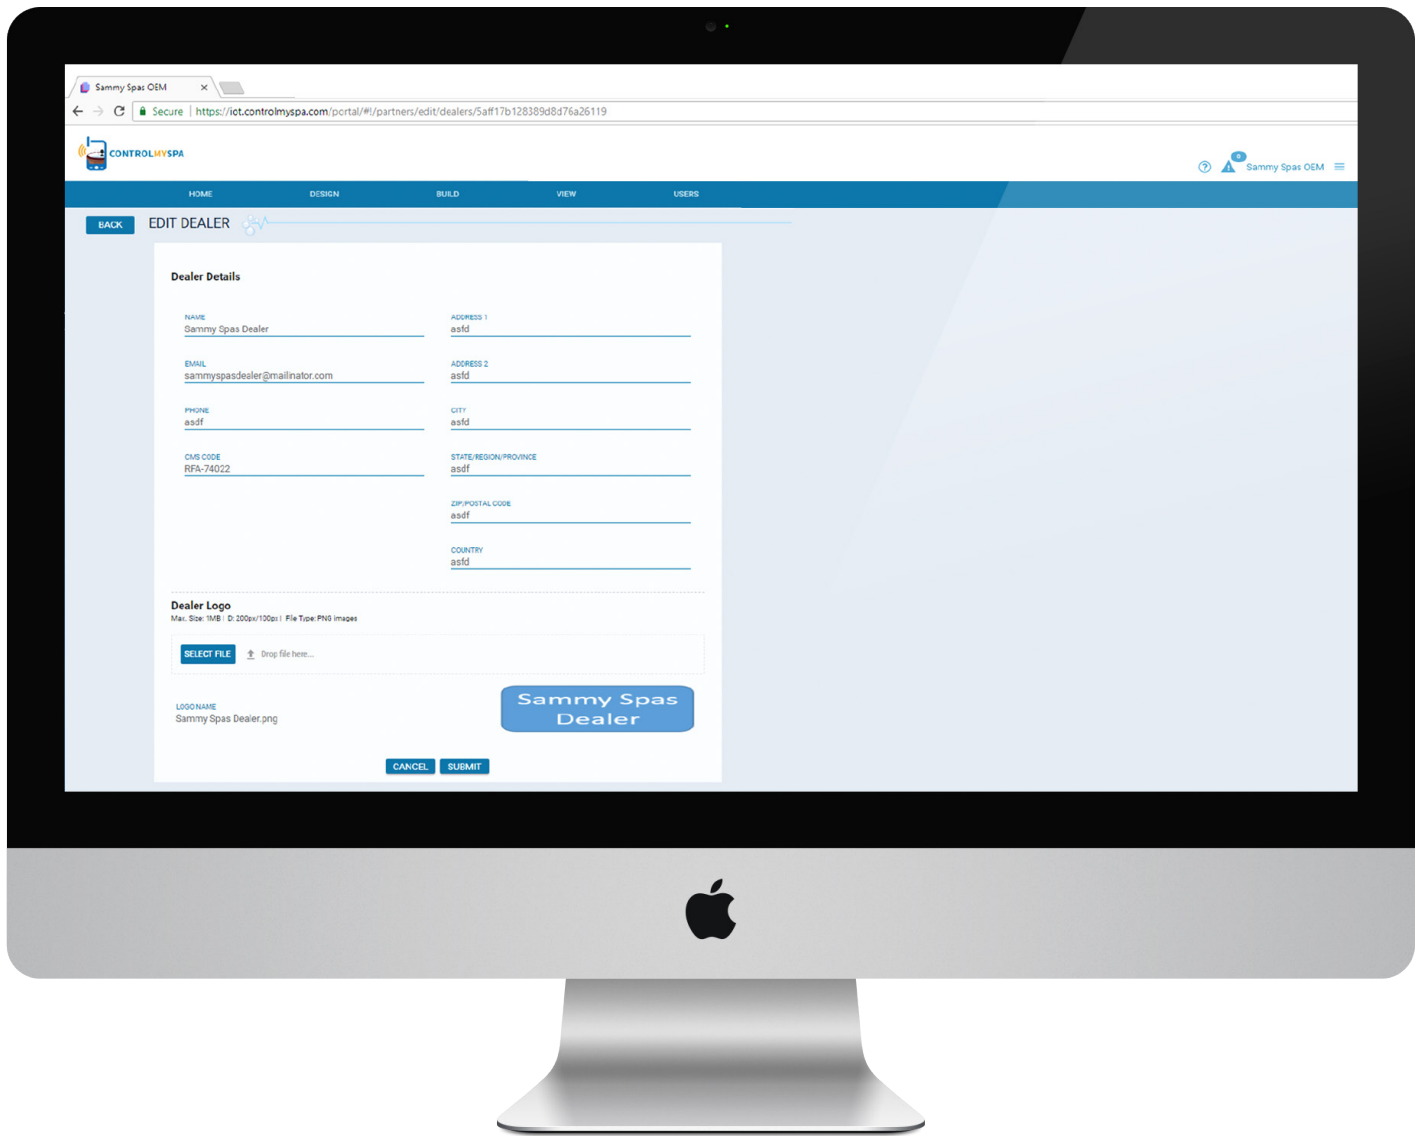 Sammy Spas OEM
Secure | https://iot.controlmyspa.com/portal/#!/partners/edit/dealers/5aff17b128389d8d76a26119
CONTROLMYSPA
0
Sammy Spas OEM
HOME DESIGN BUILD VIEW USERS
BACK EDIT DEALER
Dealer Details
NAME
Sammy Spas Dealer
EMAIL
sammyspasdealer@mailinator.com
PHONE
asdf
CMS CODE
RFA-74022
ADDRESS 1
asfd
ADDRESS 2
asfd
CITY
asfd
STATE/REGION/PROVINCE
asdf
ZIP/POSTAL CODE
asdf
COUNTRY
asfd
Dealer Logo
Max. Size: 1MB | D: 200px/100px | File Type: PNG Images
SELECT FILE Drop file here...
LOGO NAME
Sammy Spas Dealer.png
Sammy Spas
Dealer
CANCEL SUBMIT